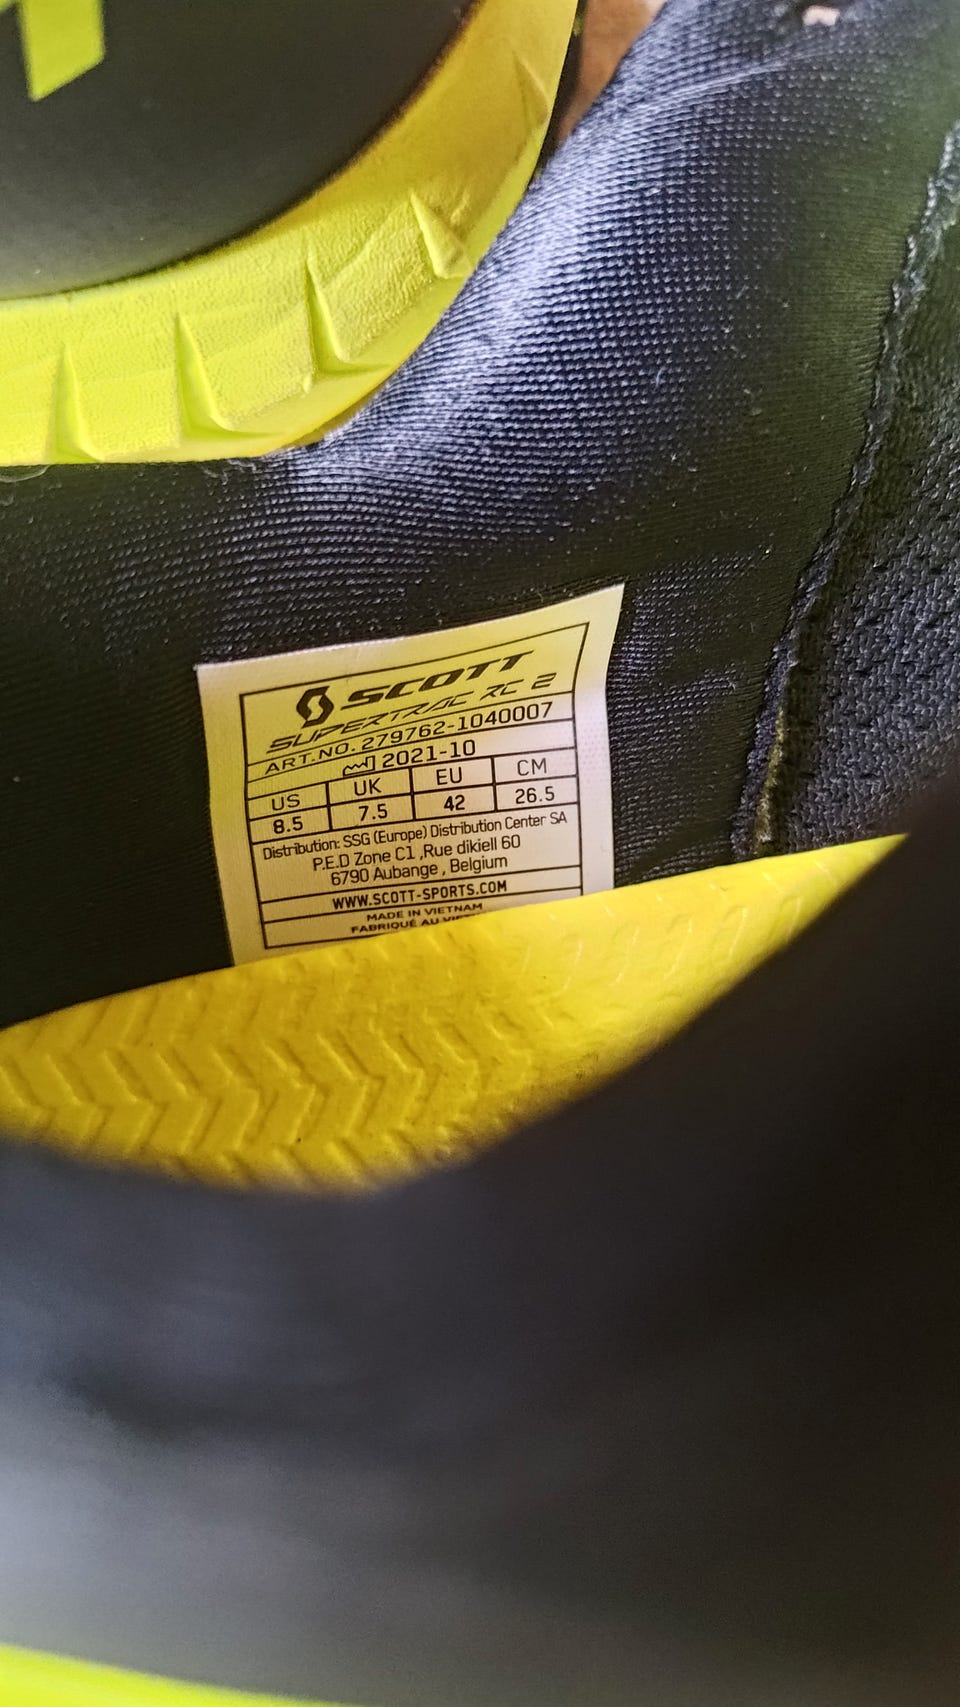 SCOTT
SUPERTRAC RC 2
ART.NO. 279762-1040007
2021-10
US UK EU CM
8.5 7.5 42 26.5
Distribution: SSG (Europe) Distribution Center SA
P.E.D Zone C1 ,Rue dikiell 60
6790 Aubange , Belgium
WWW.SCOTT-SPORTS.COM
MADE IN VIETNAM
FABRIQUÉ AU